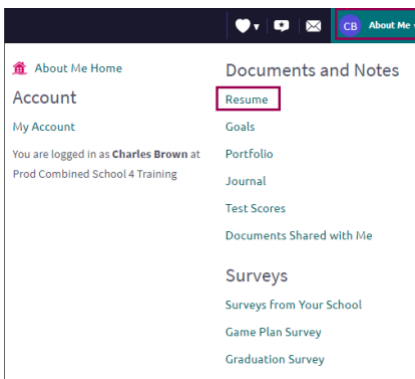 CB About Me
About Me Home
Account
My Account
You are logged in as Charles Brown at
Prod Combined School 4 Training
Documents and Notes
Resume
Goals
Portfolio
Journal
Test Scores
Documents Shared with Me
Surveys
Surveys from Your School
Game Plan Survey
Graduation Survey